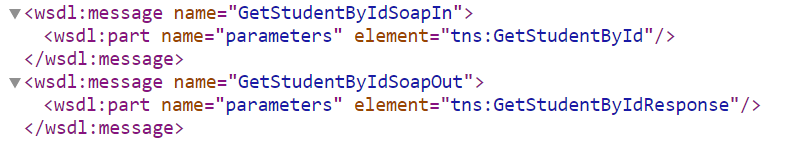 <wsdl:message name="GetStudentByIdSoapIn">
<wsdl:part name="parameters" element="tns:GetStudentById"/>
</wsdl:message>
<wsdl:message name="GetStudentByIdSoapOut">
<wsdl:part name="parameters" element="tns:GetStudentByIdResponse"/>
</wsdl:message>